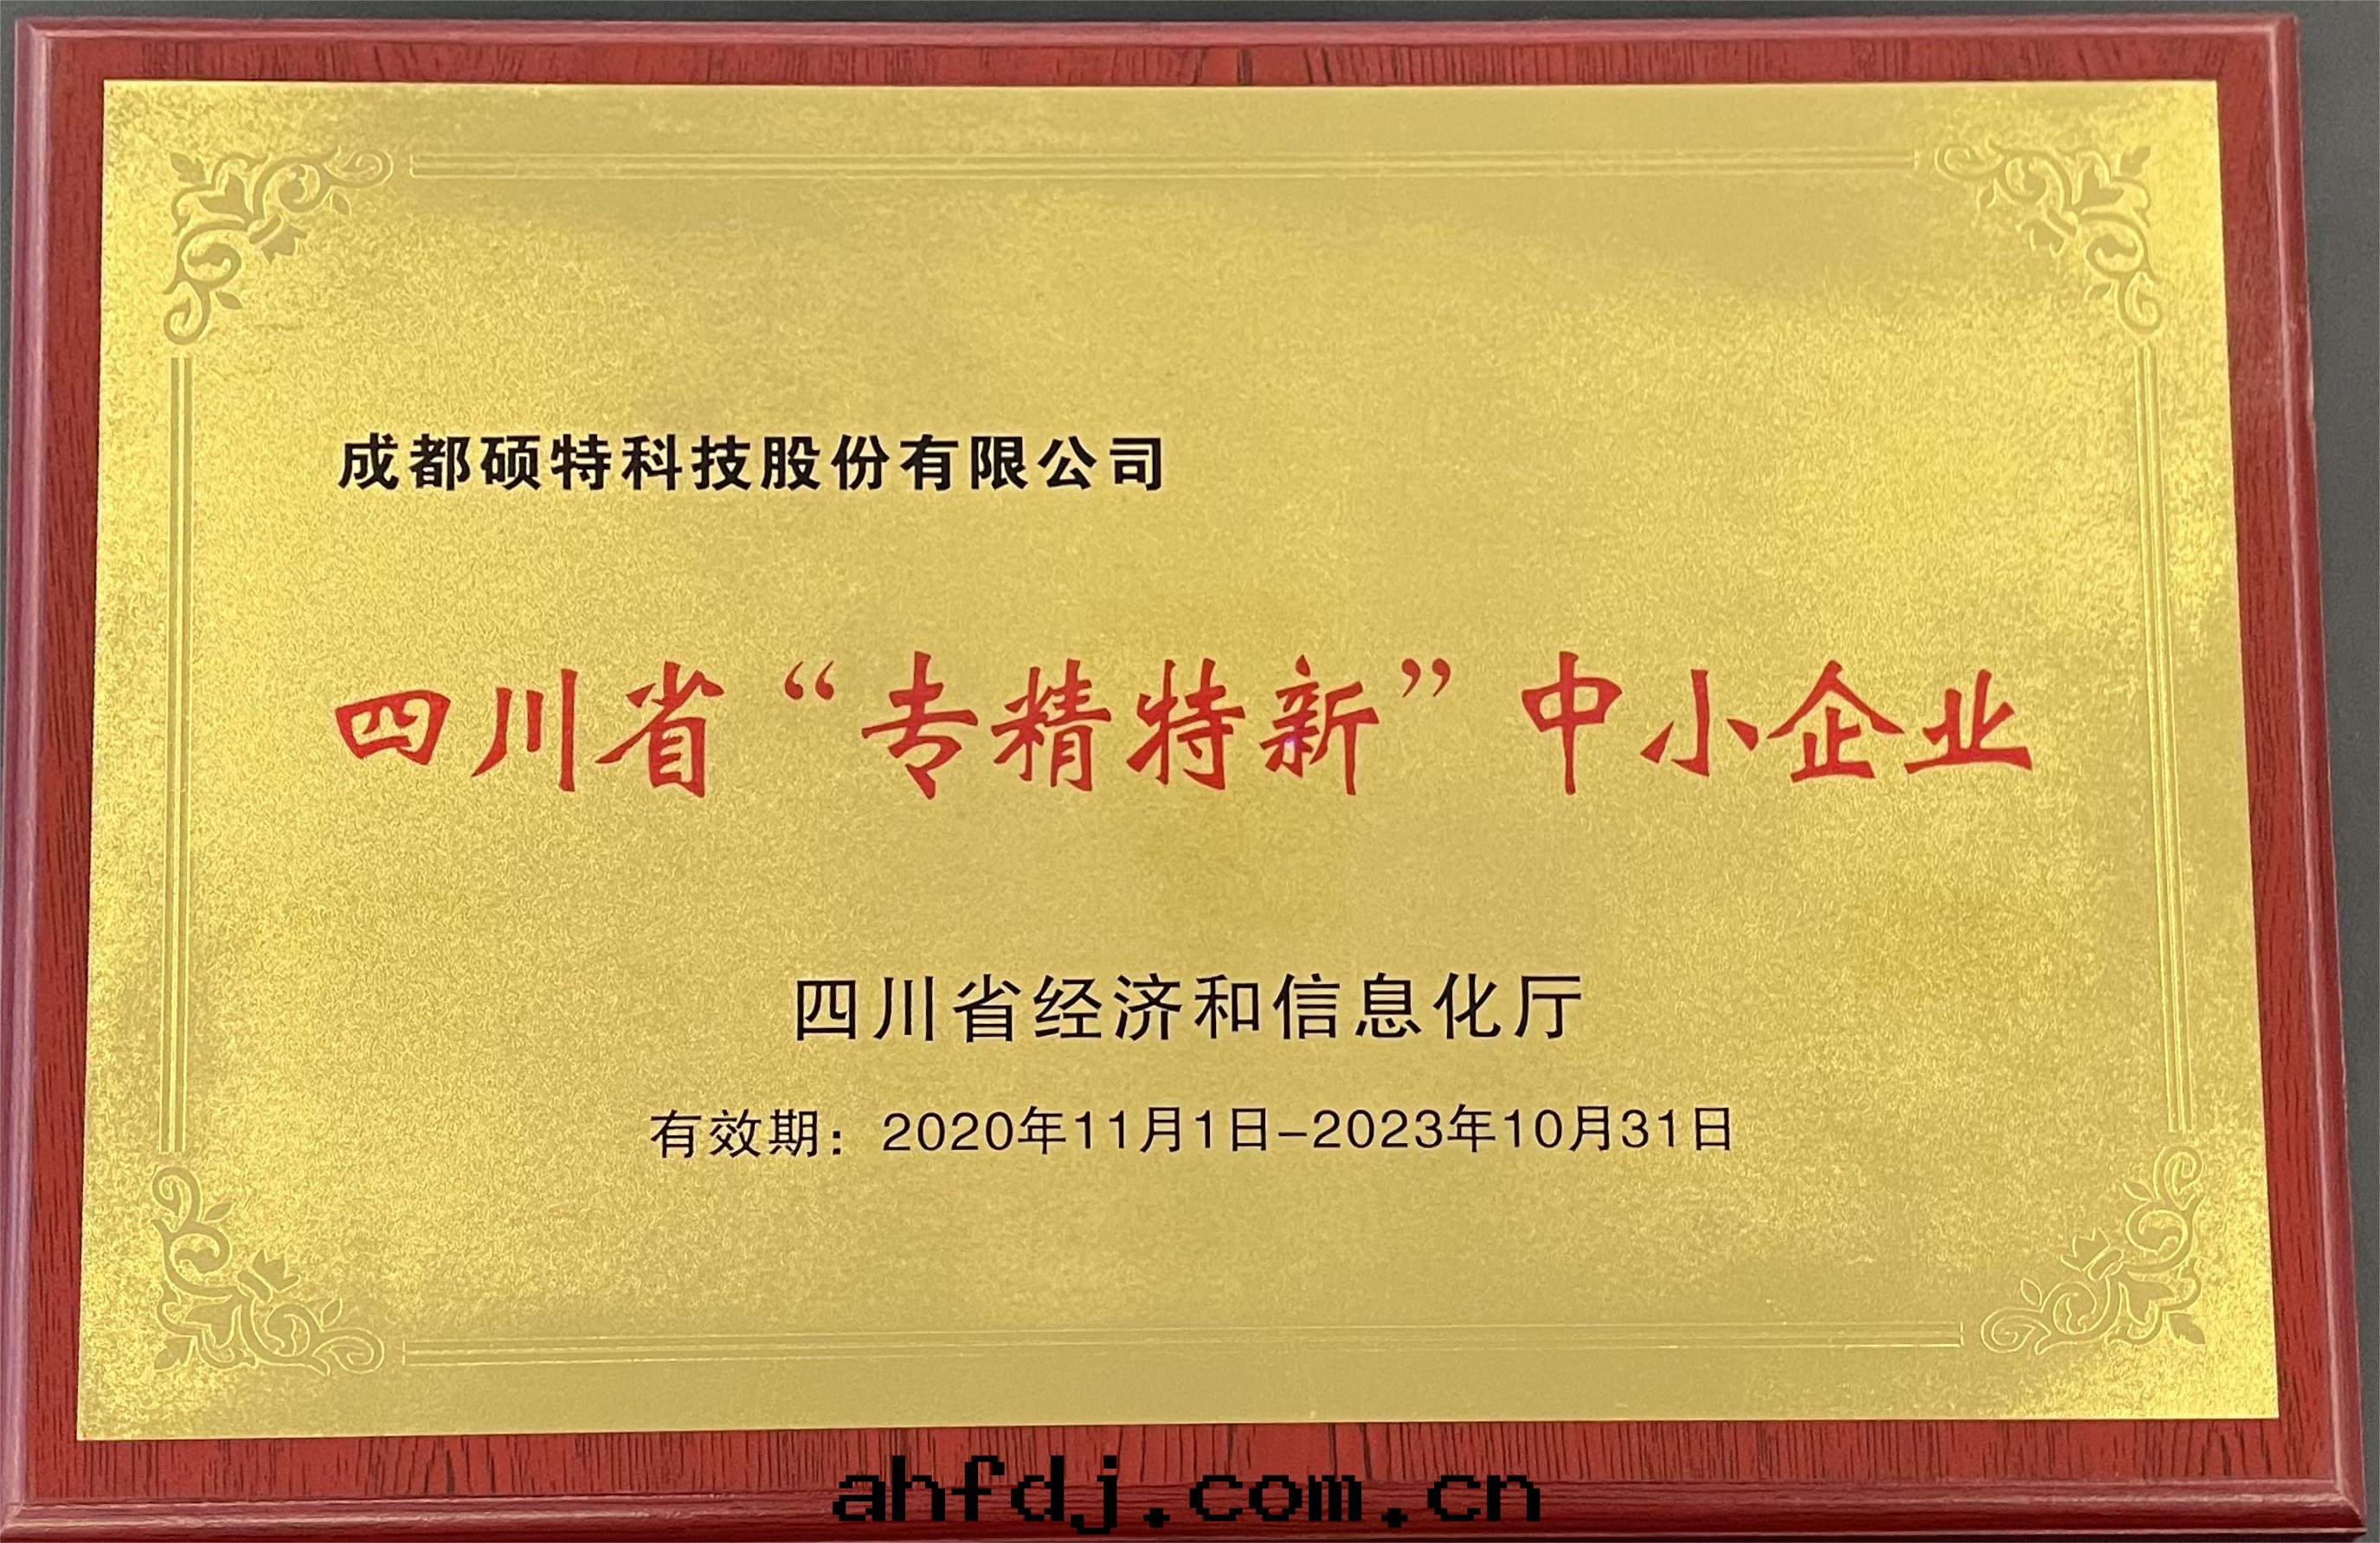 成都硕特科技股份有限公司
四川省“专精特新”中小企业
四川省经济和信息化厅
有效期：2020年11月1日-2023年10月31日
ahfdj.com.cn